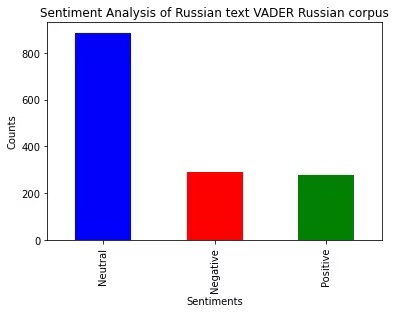 Sentiment Analysis of Russian text VADER Russian corpus
800
600
400
200
0
Counts
Neutral
Negative
Positive
Sentiments